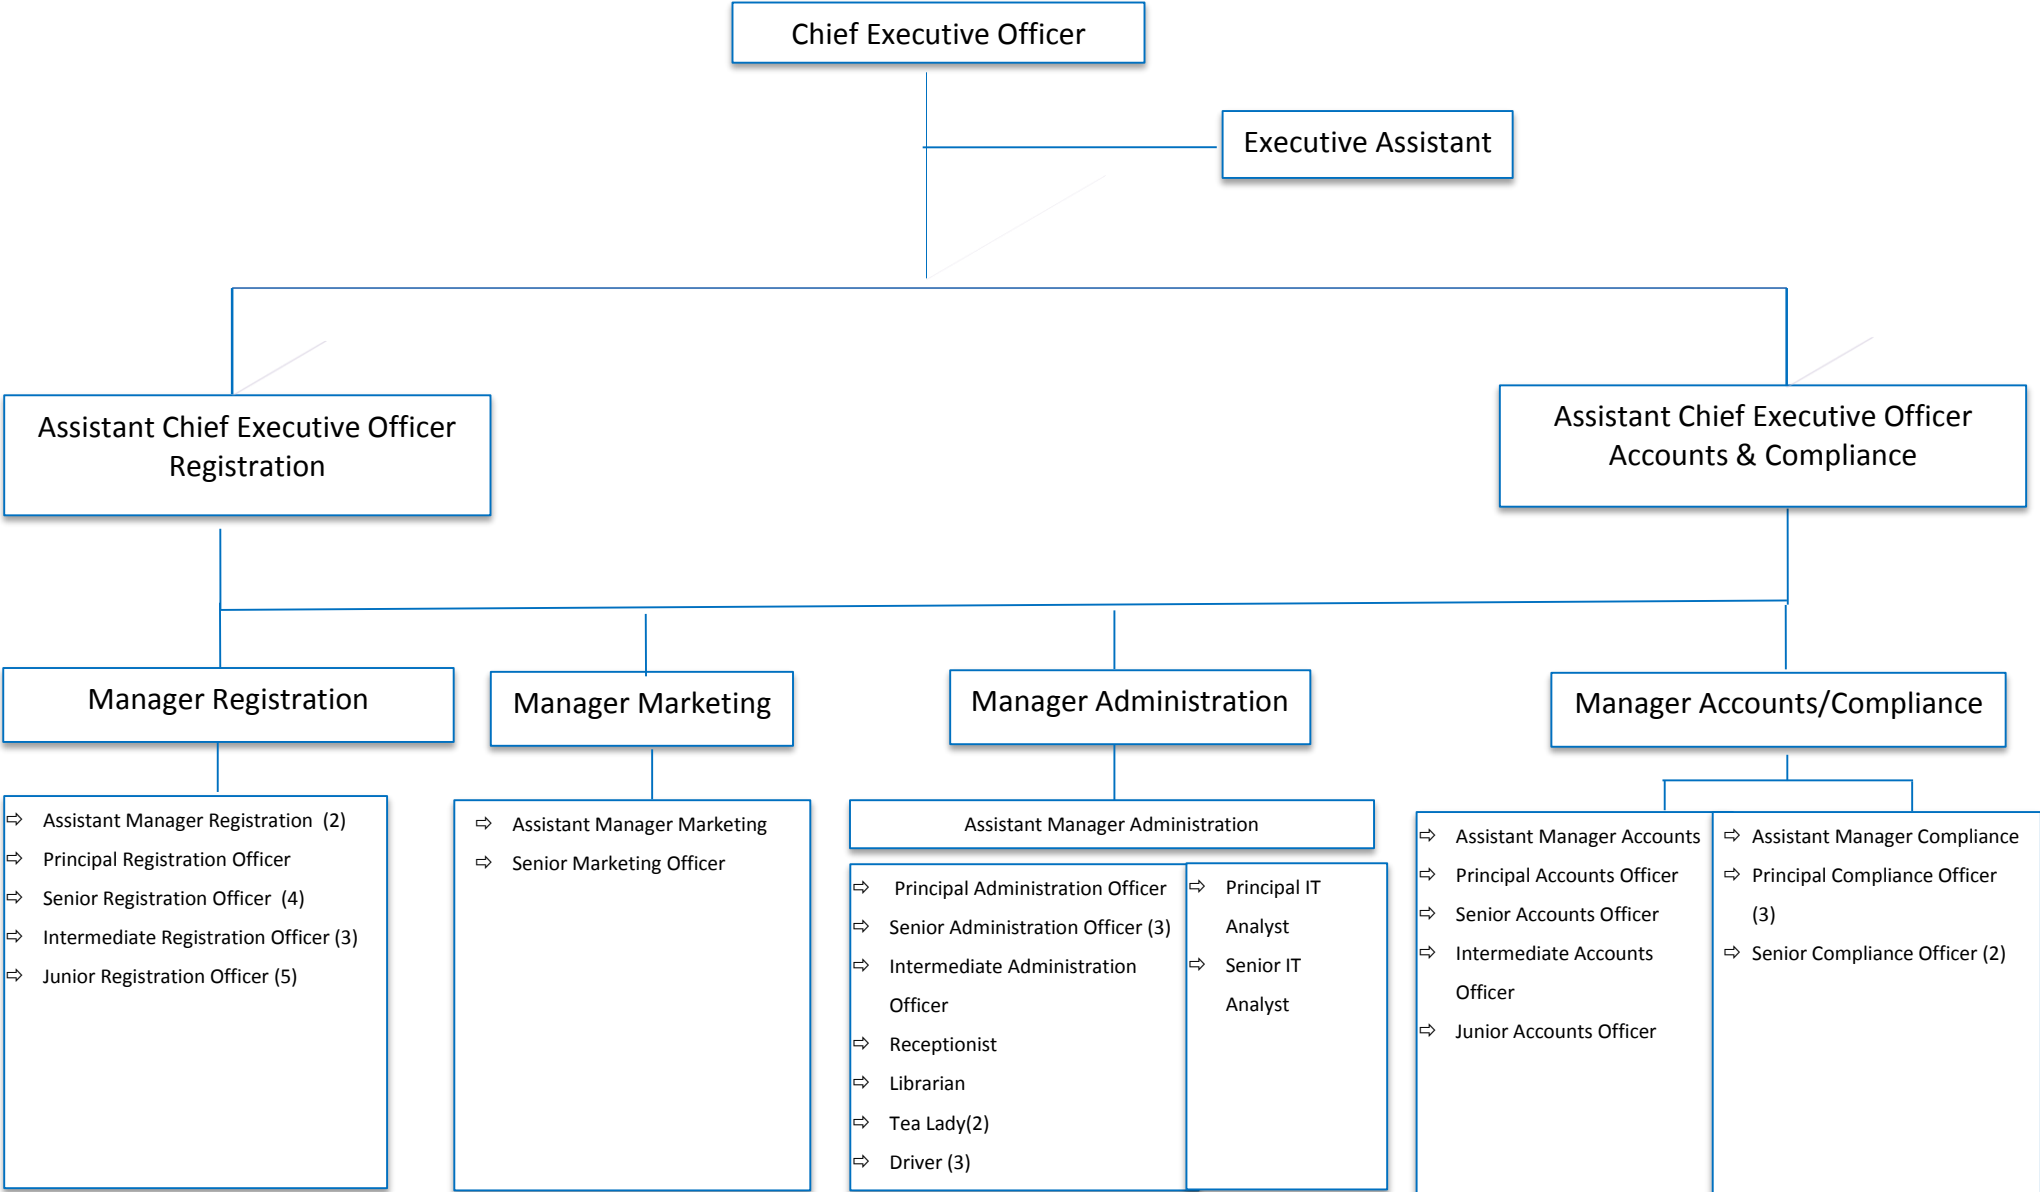 Chief Executive Officer
Executive Assistant
Assistant Chief Executive Officer
Registration
Assistant Chief Executive Officer
Accounts & Compliance
Manager Registration
Manager Marketing
Manager Administration
Manager Accounts/Compliance
⇨ Assistant Manager Registration (2)
⇨ Principal Registration Officer
⇨ Senior Registration Officer (4)
⇨ Intermediate Registration Officer (3)
⇨ Junior Registration Officer (5)
⇨ Assistant Manager Marketing
⇨ Senior Marketing Officer
Assistant Manager Administration
⇨ Principal Administration Officer
⇨ Senior Administration Officer (3)
⇨ Intermediate Administration
Officer
⇨ Receptionist
⇨ Librarian
⇨ Tea Lady(2)
⇨ Driver (3)
⇨ Principal IT
Analyst
⇨ Senior IT
Analyst
⇨ Assistant Manager Accounts
⇨ Principal Accounts Officer
⇨ Senior Accounts Officer
⇨ Intermediate Accounts
Officer
⇨ Junior Accounts Officer
⇨ Assistant Manager Compliance
⇨ Principal Compliance Officer
(3)
⇨ Senior Compliance Officer (2)